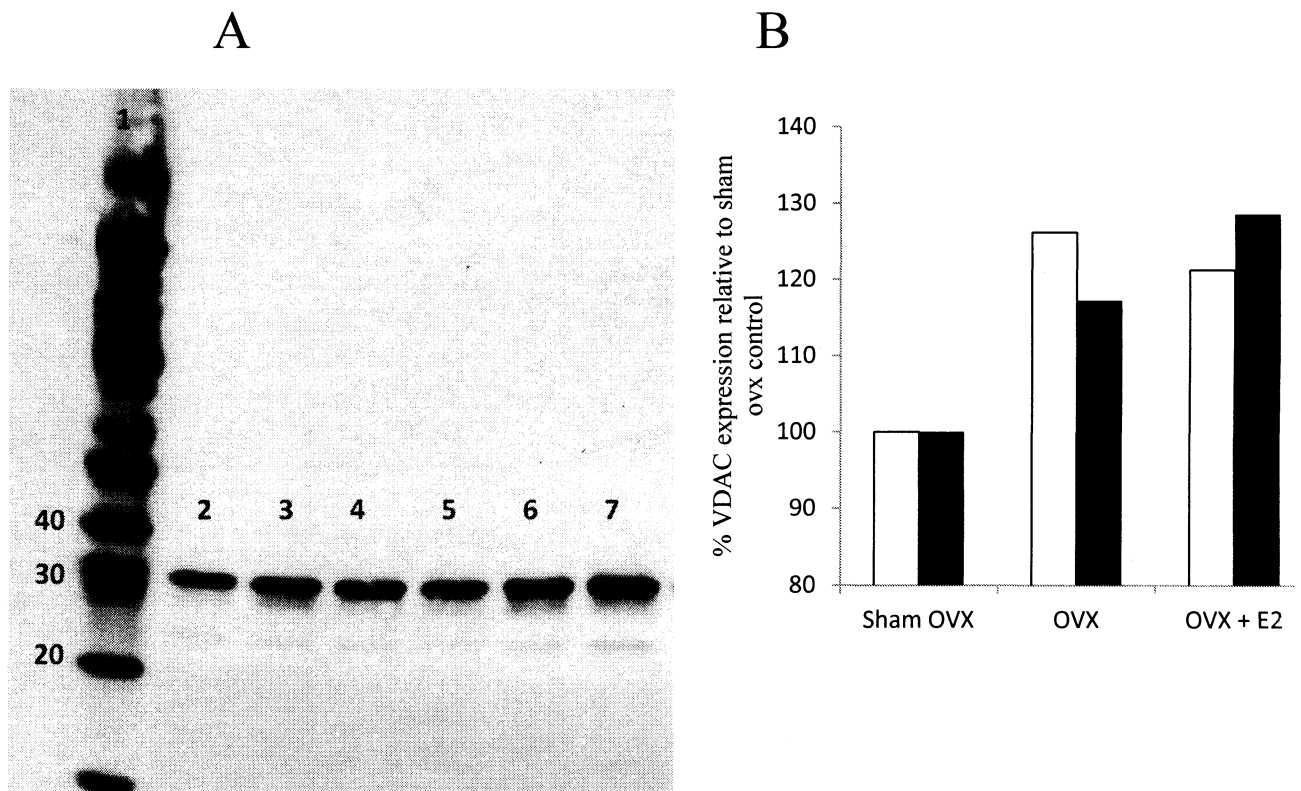 A
B
1
2 3 4 5 6 7
40
30
20
% VDAC expression relative to sham
ovx control
140
130
120
110
100
90
80
Sham OVX OVX OVX + E2